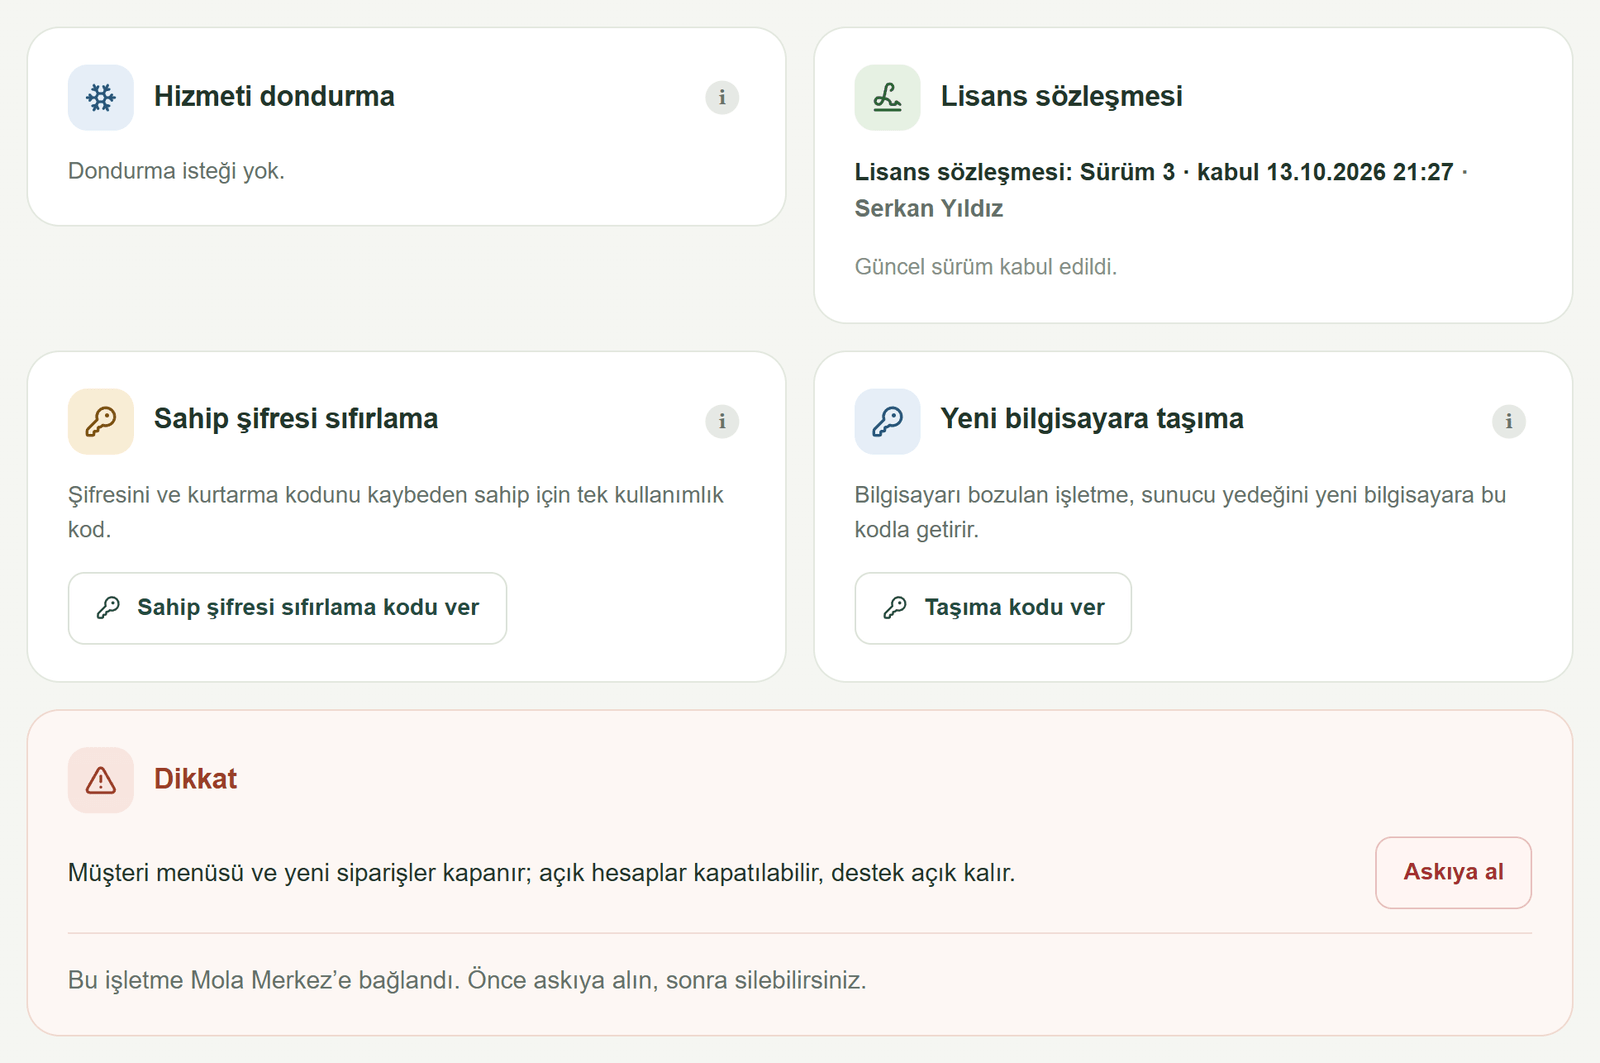 Hizmeti dondurma
i
Dondurma isteği yok.
Lisans sözleşmesi
Lisans sözleşmesi: Sürüm 3 · kabul 13.10.2026 21:27 ·
Serkan Yıldız
Güncel sürüm kabul edildi.
Sahip şifresi sıfırlama
i
Şifresini ve kurtarma kodunu kaybeden sahip için tek kullanımlık
kod.
Sahip şifresi sıfırlama kodu ver
Yeni bilgisayara taşıma
i
Bilgisayarı bozulan işletme, sunucu yedeğini yeni bilgisayara bu
kodla getirir.
Taşıma kodu ver
Dikkat
Müşteri menüsü ve yeni siparişler kapanır; açık hesaplar kapatılabilir, destek açık kalır.
Askıya al
Bu işletme Mola Merkez’e bağlandı. Önce askıya alın, sonra silebilirsiniz.